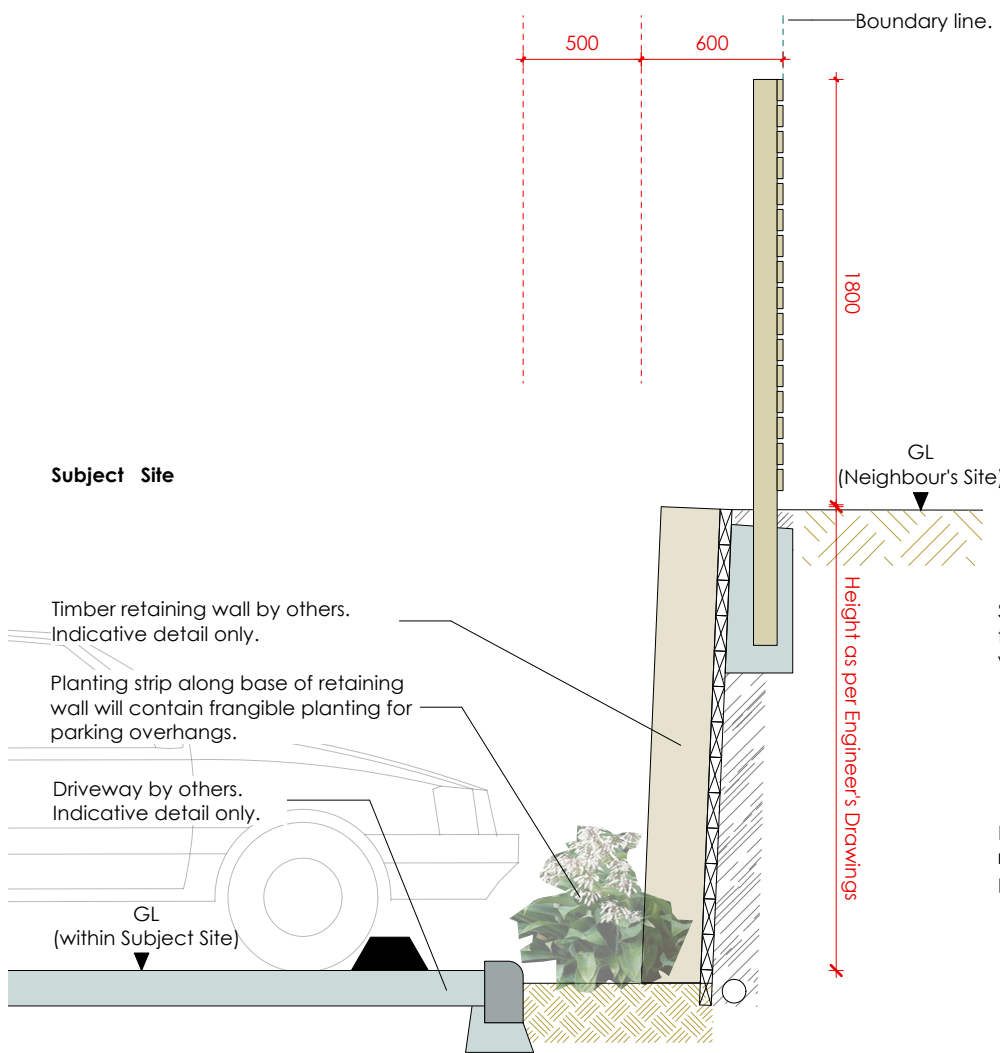 Boundary line.
500
600
1800
Subject Site
GL
(Neighbour's Site)
Timber retaining wall by others.
Indicative detail only.
Planting strip along base of retaining
wall will contain frangible planting for
parking overhangs.
Height as per Engineer's Drawings
Driveway by others.
Indicative detail only.
GL
(within Subject Site)